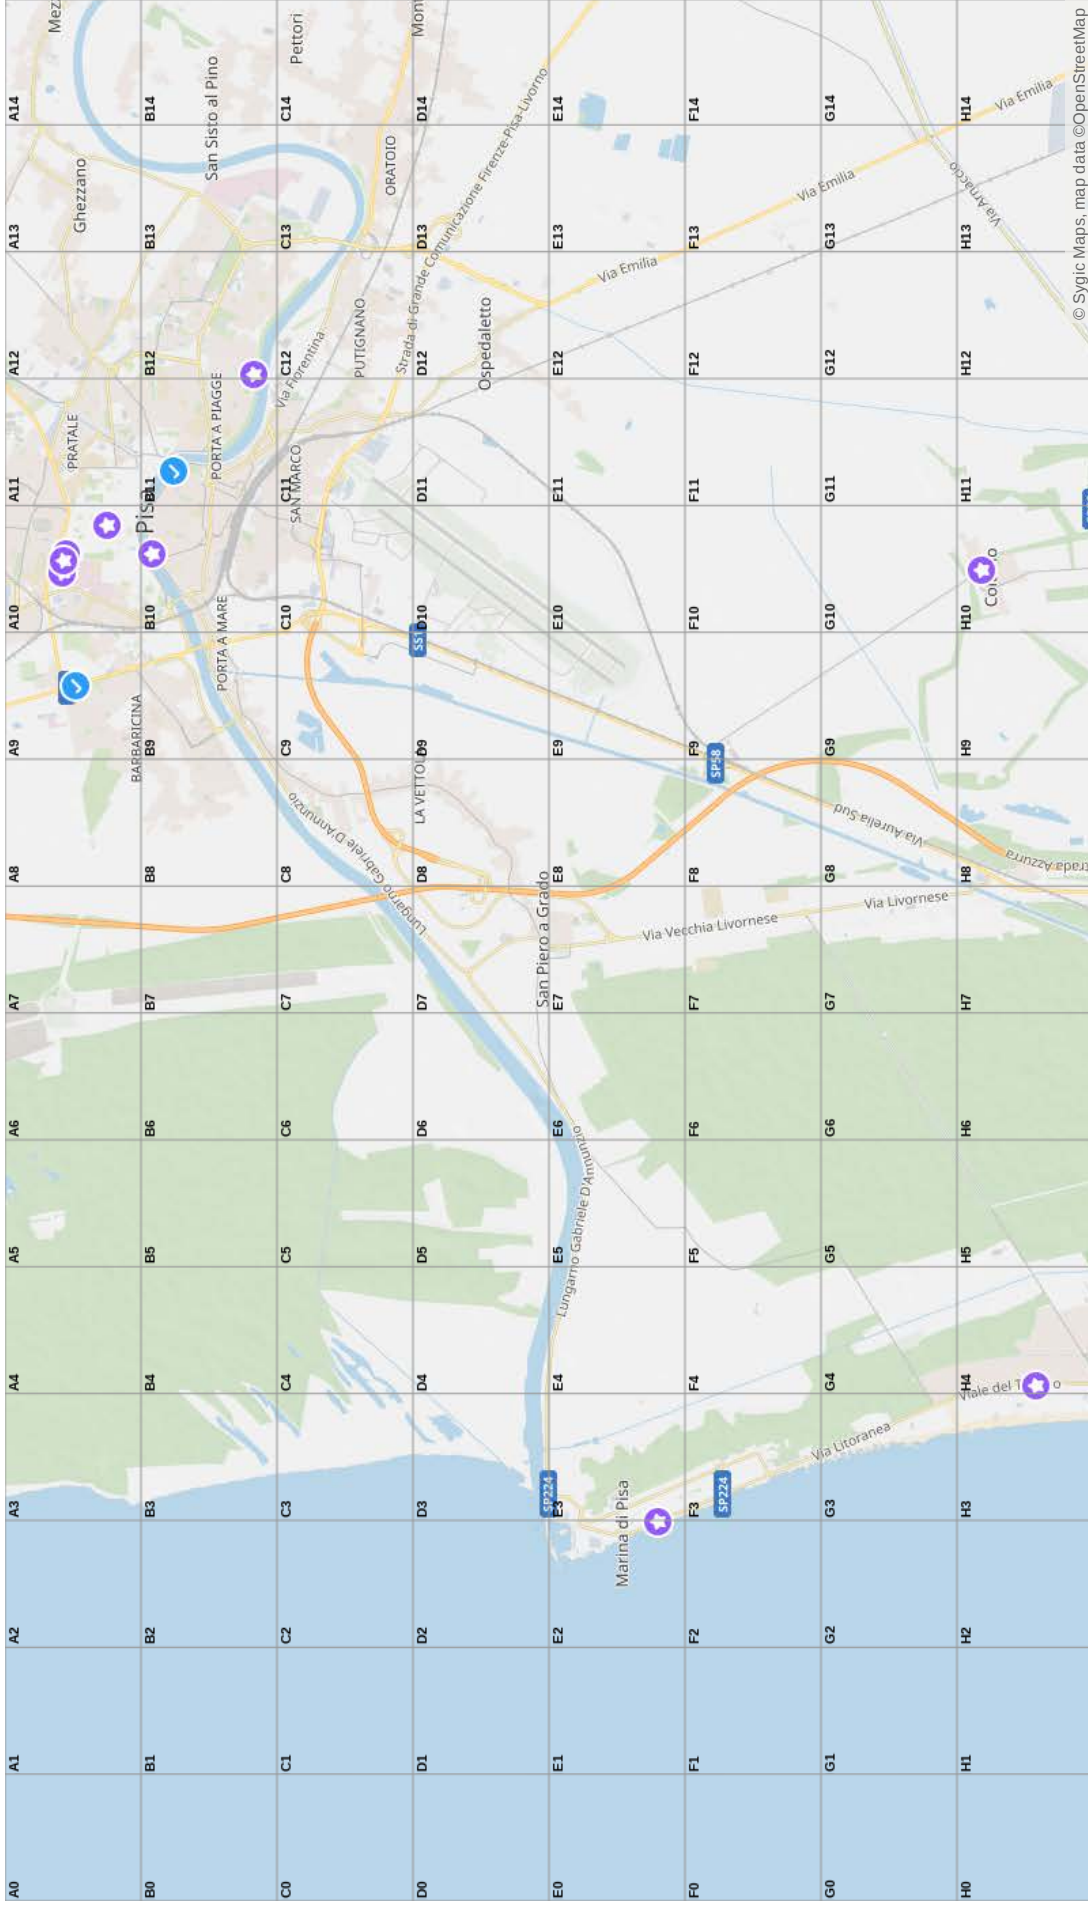 A0
A1
A2
A3
A4
A5
A6
A7
A8
A9
A10
A11
A12
A13
A14
PRATALE
Ghezzano
BARBARICINA
Pisa
B0
B1
B2
B3
B4
B5
B6
B7
B8
B9
B10
B11
B12
B13
B14
PORTA A MARE
PORTA A PIAGGE
San Sisto al Pino
C0
C1
C2
C3
C4
C5
C6
C7
C8
C9
C10
C11
C12
C13
C14
Lungarno Gabriele D'Annunzio
SAN MARCO
Via Fiorentina
PUTIGNANO
ORATOIO
Pettori
D0
D1
D2
D3
D4
D5
D6
D7
D8
D9
D10
D11
D12
D13
D14
LA VETTOLA
SS1
Strada di Grande Comunicazione Firenze-Pisa-Livorno
Ospedaletto
San Piero a Grado
SP224
E0
E1
E2
E3
E4
E5
E6
E7
E8
E9
E10
E11
E12
E13
E14
Lungarno Gabriele D'Annunzio
Marina di Pisa
Via Vecchia Livornese
Via Emilia
F0
F1
F2
F3
F4
F5
F6
F7
F8
F9
F10
F11
F12
F13
F14
SP224
SP58
Via Emilia
G0
G1
G2
G3
G4
G5
G6
G7
G8
G9
G10
G11
G12
G13
G14
Via Litoranea
Via Livornese
Via Aurelia Sud
H0
H1
H2
H3
H4
H5
H6
H7
H8
H9
H10
H11
H12
H13
H14
Viale del
Azzurra
Via Arnaccio
Via Emilia
© Sygic Maps, map data ©OpenStreetMap